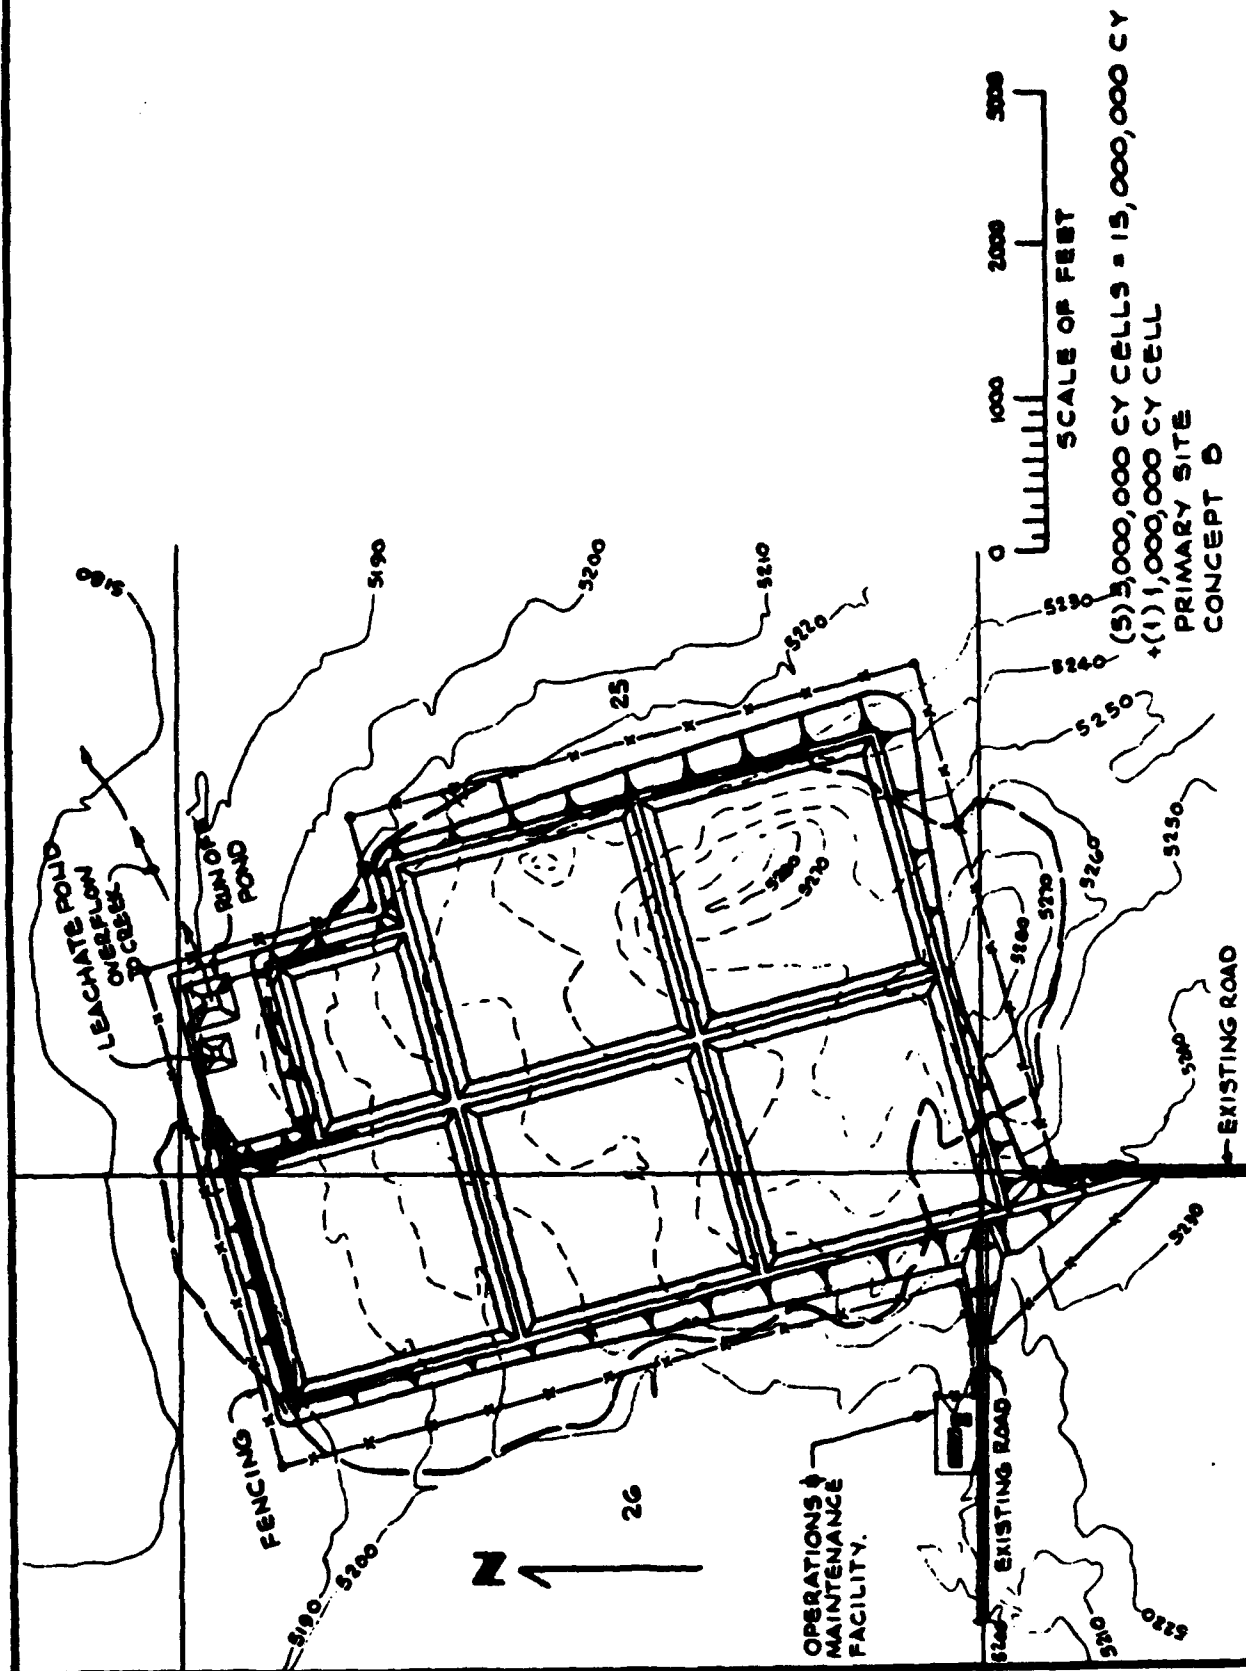 LEACHATE POND
OVERFLOW
TO CREEK
RUN OFF
POND
FENCING
5180
5190
5200
5210
5220
5230
5240
5250
5190
5200
25
26
N
5280
5270
5280
5270
5260
5250
5240
5230
EXISTING ROAD
OPERATIONS &
MAINTENANCE
FACILITY.
EXISTING ROAD
5200
5210
5220
0 1000 2000 3000
SCALE OF FEET
(5) 3,000,000 CY CELLS = 15,000,000 CY
+(1) 1,000,000 CY CELL
PRIMARY SITE
CONCEPT B